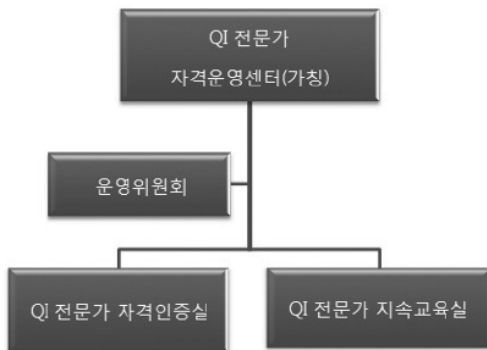 QI 전문가
자격운영센터(가칭)
운영위원회
QI 전문가 자격인증실
QI 전문가 지속교육실